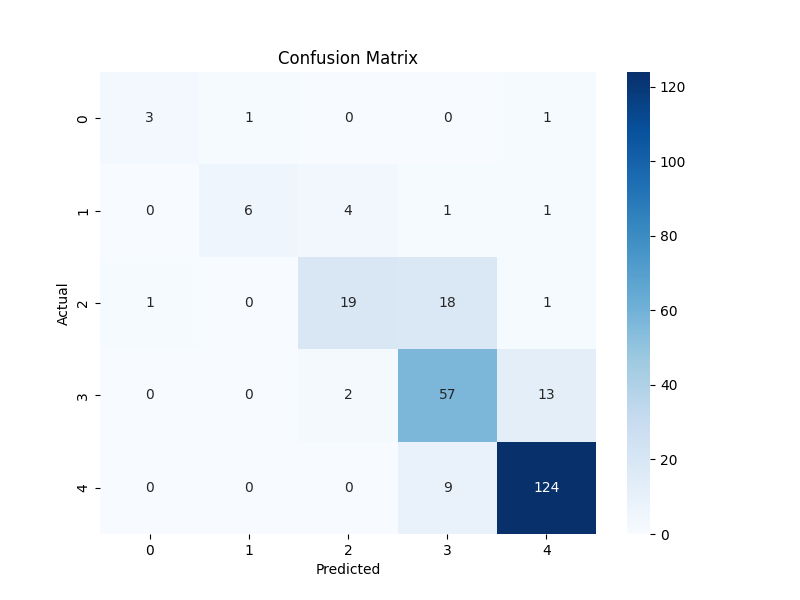 Confusion Matrix
Actual
0 3 1 0 0 1
1 0 6 4 1 1
2 1 0 19 18 1
3 0 0 2 57 13
4 0 0 0 9 124
0 1 2 3 4
Predicted
120
100
80
60
40
20
0